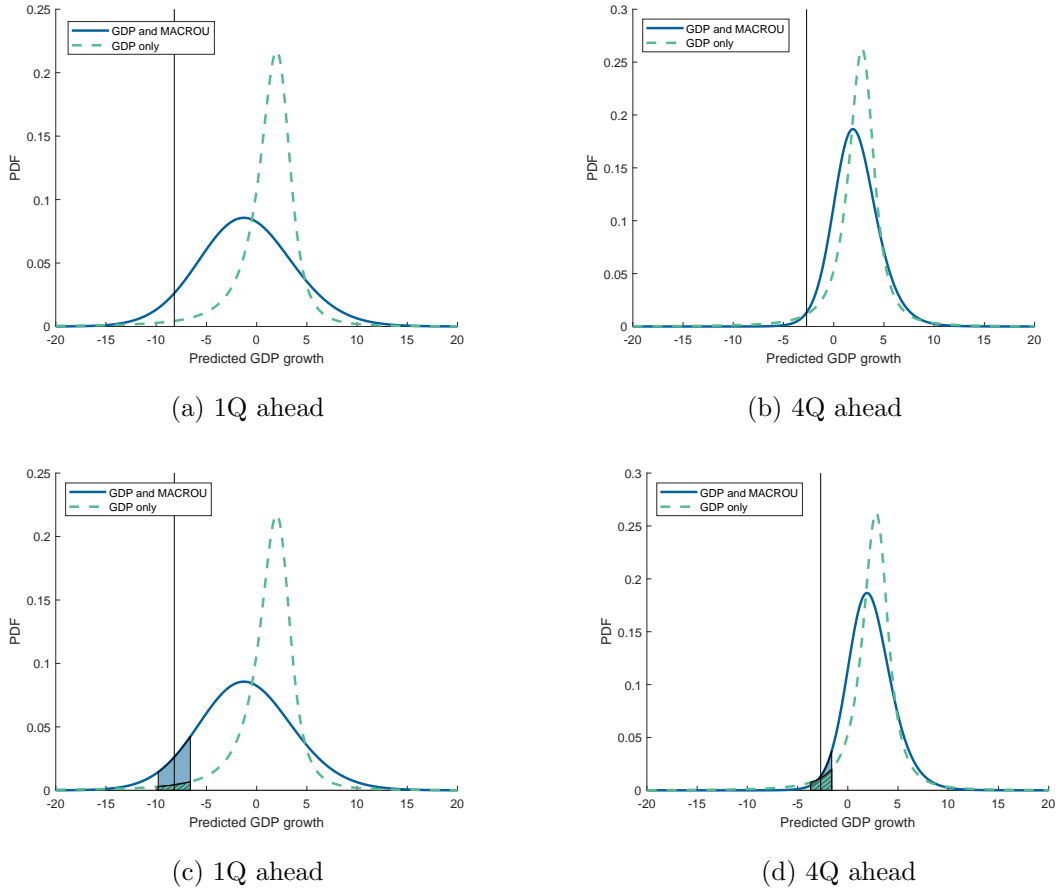 0.25
0.2
0.15
0.1
0.05
0
PDF
GDP and MACROU
GDP only
-20 -15 -10 -5 0 5 10 15 20
Predicted GDP growth
(a) 1Q ahead
0.3
0.25
0.2
0.15
0.1
0.05
0
PDF
GDP and MACROU
GDP only
-20 -15 -10 -5 0 5 10 15 20
Predicted GDP growth
(b) 4Q ahead
0.25
0.2
0.15
0.1
0.05
0
PDF
GDP and MACROU
GDP only
-20 -15 -10 -5 0 5 10 15 20
Predicted GDP growth
(c) 1Q ahead
0.3
0.25
0.2
0.15
0.1
0.05
0
PDF
GDP and MACROU
GDP only
-20 -15 -10 -5 0 5 10 15 20
Predicted GDP growth
(d) 4Q ahead